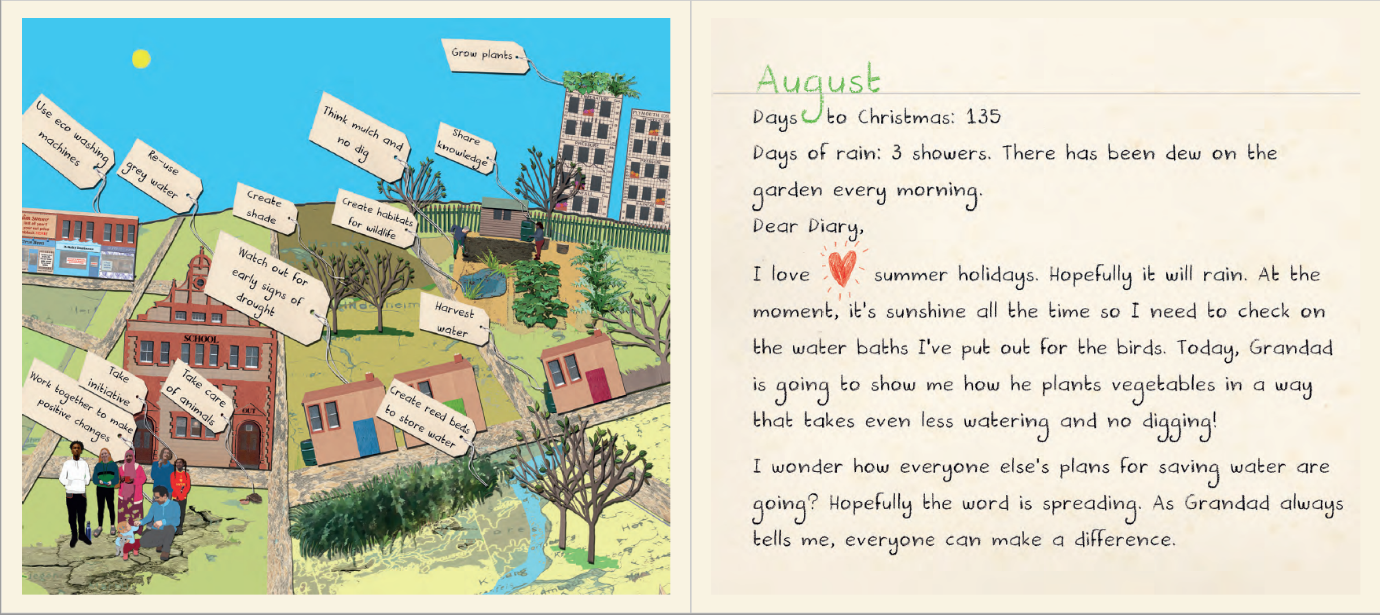 Grow plants
Use eco washing
machines
Re-use
grey water
Think mulch and
no dig
Share
knowledge
Create
shade
Create habitats
for wildlife
Watch out for
early signs of
drought
Harvest
water
SCHOOL
OUT
Take
initiative
Take care
of animals
Work together to make
positive changes
Create reed beds
to store water
August
Days to Christmas: 135
Days of rain: 3 showers. There has been dew on the
garden every morning.
Dear Diary,
I love summer holidays. Hopefully it will rain. At the
moment, it's sunshine all the time so I need to check on
the water baths I've put out for the birds. Today, Grandad
is going to show me how he plants vegetables in a way
that takes even less watering and no digging!
I wonder how everyone else's plans for saving water are
going? Hopefully the word is spreading. As Grandad always
tells me, everyone can make a difference.